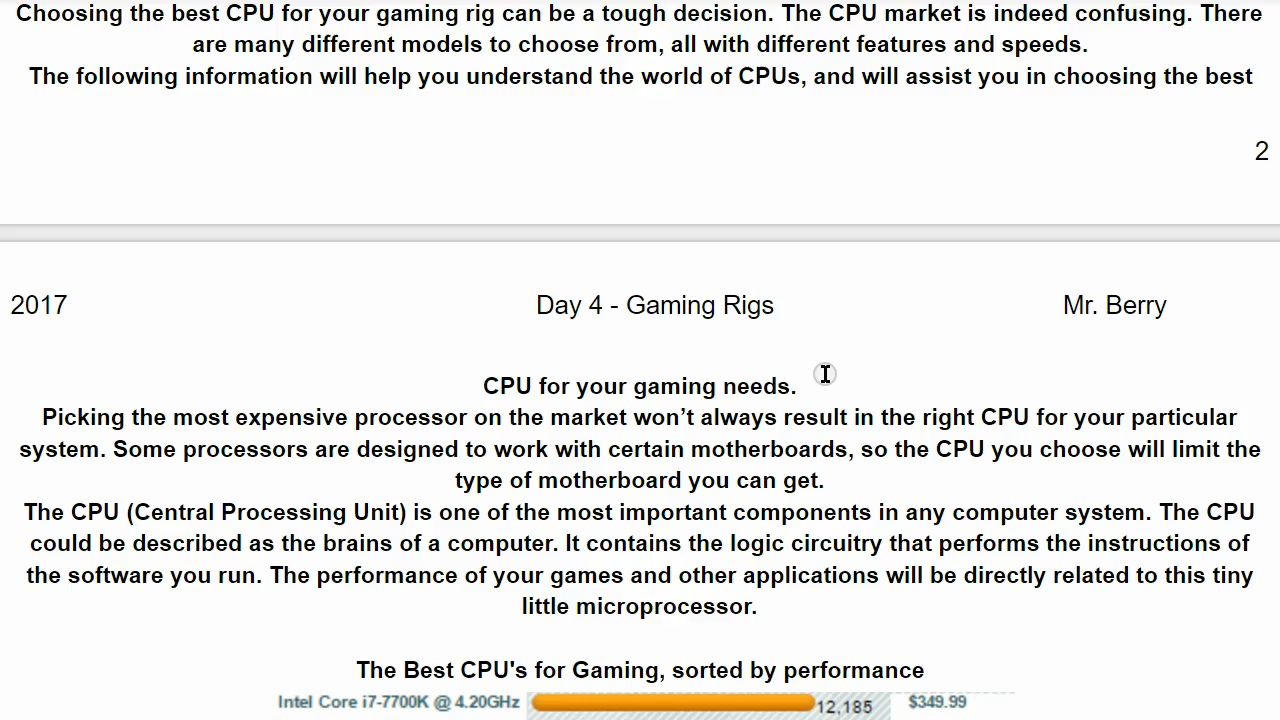 Choosing the best CPU for your gaming rig can be a tough decision. The CPU market is indeed confusing. There
are many different models to choose from, all with different features and speeds.
The following information will help you understand the world of CPUs, and will assist you in choosing the best
2
2017 Day 4 - Gaming Rigs Mr. Berry
CPU for your gaming needs.
Picking the most expensive processor on the market won’t always result in the right CPU for your particular
system. Some processors are designed to work with certain motherboards, so the CPU you choose will limit the
type of motherboard you can get.
The CPU (Central Processing Unit) is one of the most important components in any computer system. The CPU
could be described as the brains of a computer. It contains the logic circuitry that performs the instructions of
the software you run. The performance of your games and other applications will be directly related to this tiny
little microprocessor.
The Best CPU's for Gaming, sorted by performance
Intel Core i7-7700K @ 4.20GHz 12,185 $349.99